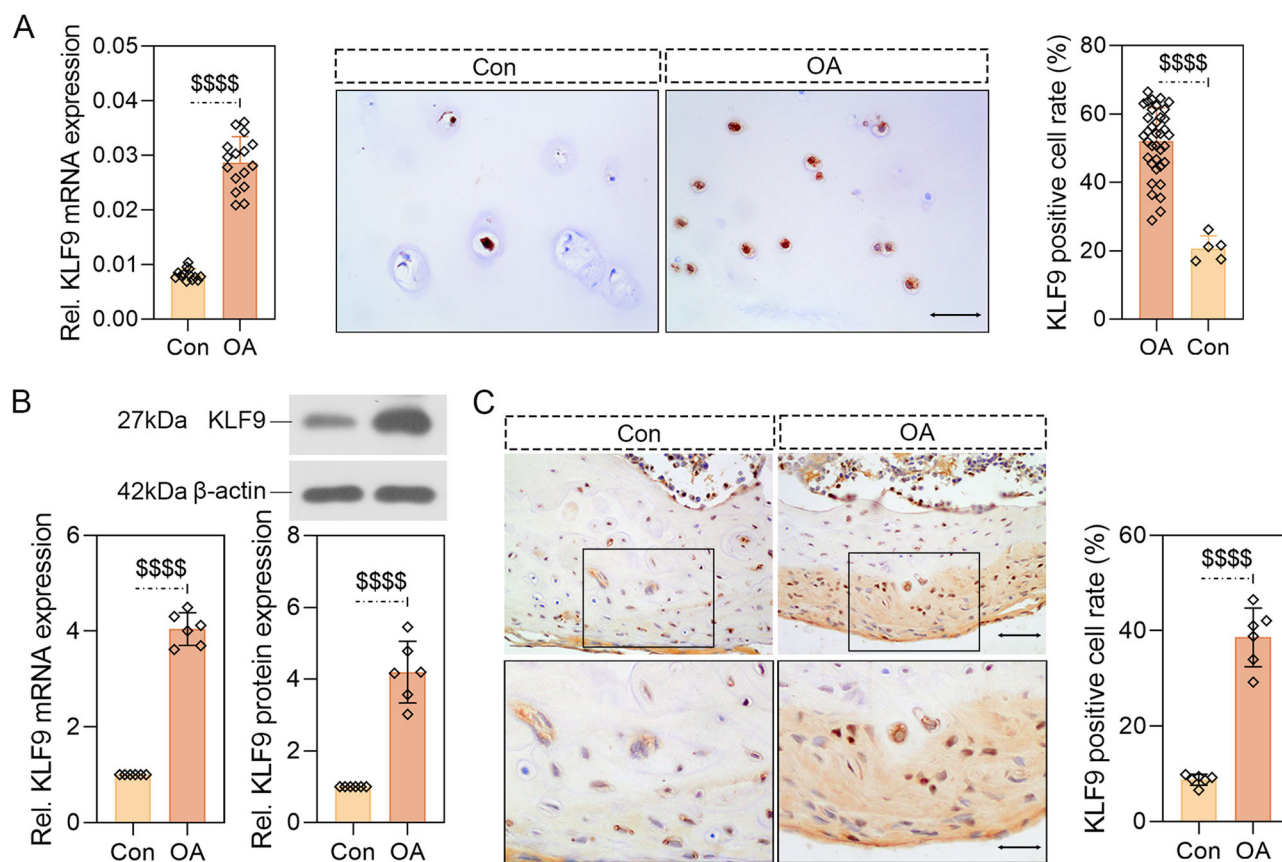 A
Rel. KLF9 mRNA expression
0.05
0.04
0.03
0.02
0.01
0.00
$$$$
Con OA
Con
OA
KLF9 positive cell rate (%)
80
60
40
20
0
$$$$
OA Con
B
27kDa KLF9
42kDa β-actin
Rel. KLF9 mRNA expression
6
4
2
0
$$$$
Con OA
Rel. KLF9 protein expression
8
6
4
2
0
$$$$
Con OA
C
Con
OA
KLF9 positive cell rate (%)
60
40
20
0
$$$$
Con OA